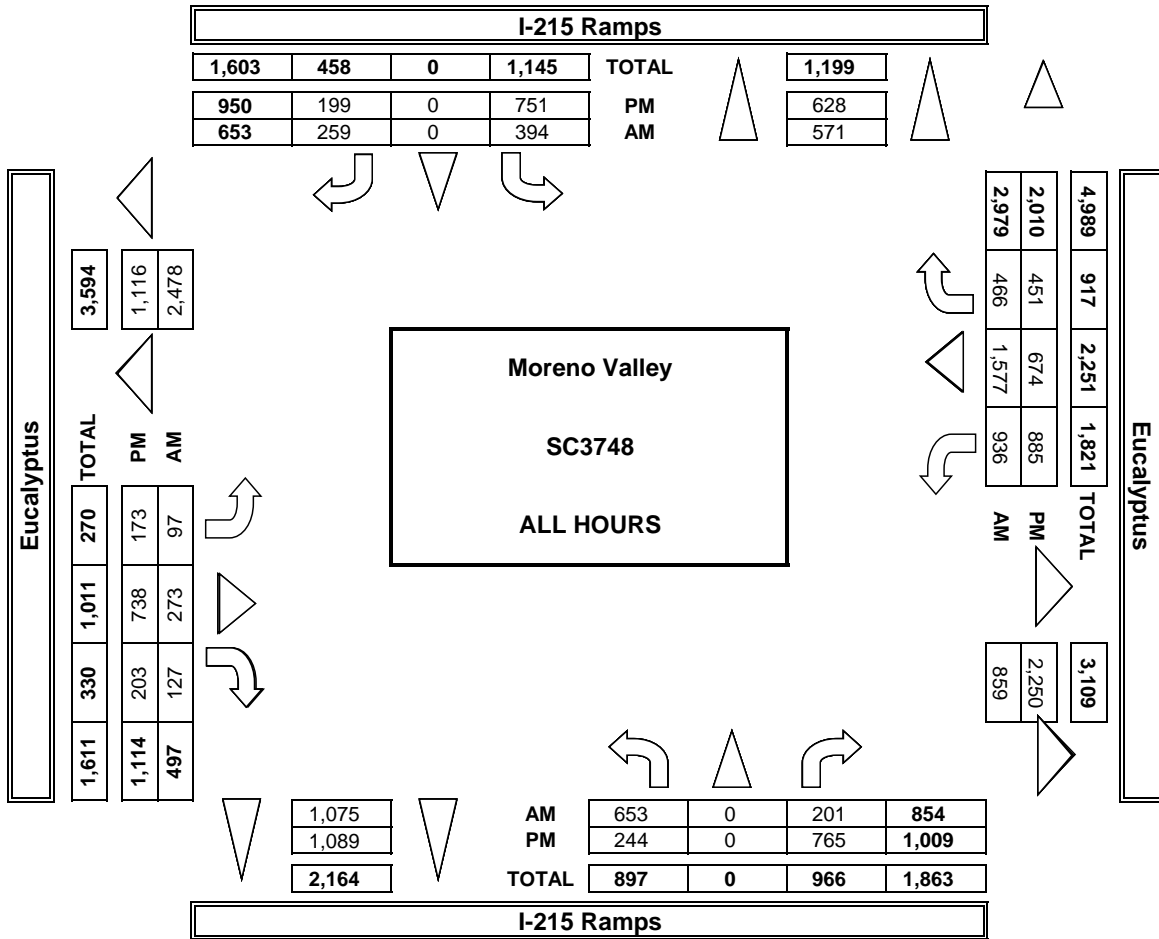 I-215 Ramps
1,603 458 0 1,145 TOTAL 1,199
950 199 0 751 PM 628
653 259 0 394 AM 571
Eucalyptus
3,594
1,116
2,478
TOTAL 270 1,011 330 1,611
PM 173 738 203 1,114
AM 97 273 127 497
Moreno Valley
SC3748
ALL HOURS
4,989 917 2,251 1,821 TOTAL 3,109
2,010 451 674 885 PM 2,250
2,979 466 1,577 936 AM 859
Eucalyptus
1,075 AM 653 0 201 854
1,089 PM 244 0 765 1,009
2,164 TOTAL 897 0 966 1,863
I-215 Ramps